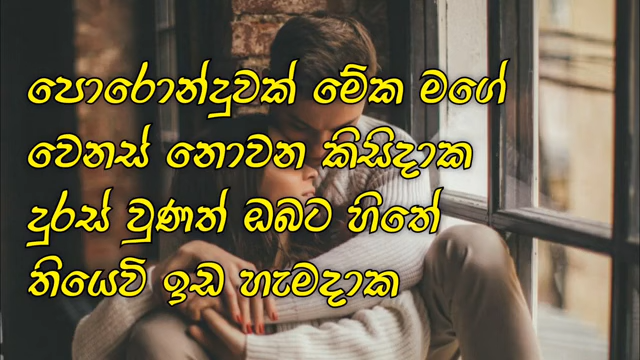 පොරොන්දුවක් මේක මගේ
වෙනස් නොවන කිසිදාක
දුරස් වුණත් ඔබට හිතේ
තියෙවි ඉඩ හැමදාක